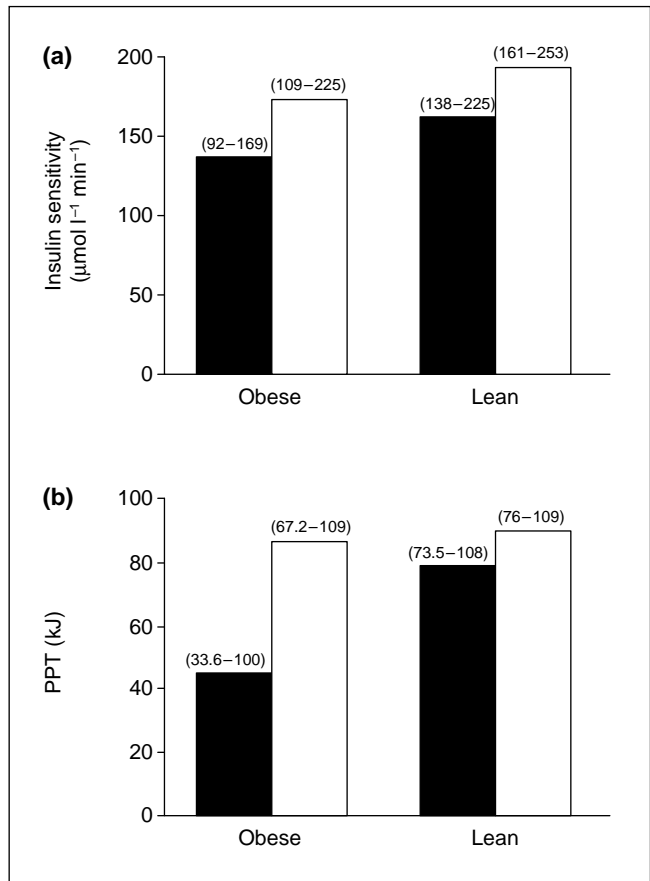 (a)
Insulin sensitivity
(μmol l⁻¹ min⁻¹)
200
150
100
50
0
(92–169)
(109–225)
(138–225)
(161–253)
Obese
Lean
(b)
PPT (kJ)
100
80
60
40
20
0
(33.6–100)
(67.2–109)
(73.5–108)
(76–109)
Obese
Lean